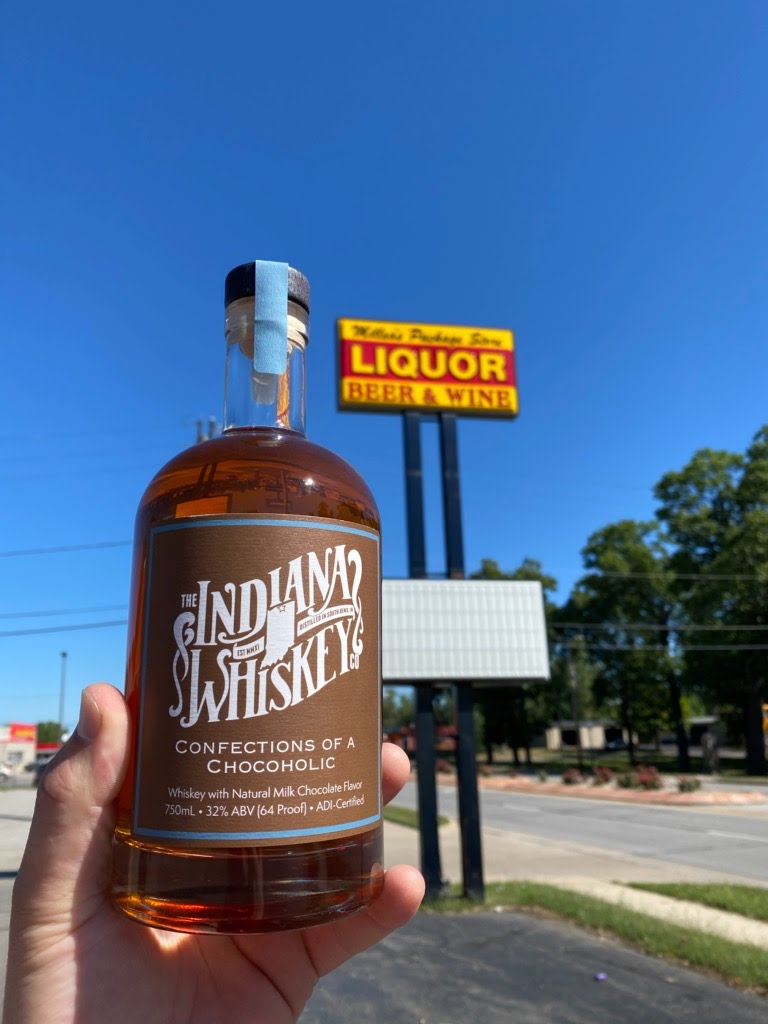 Package Store
LIQUOR
BEER & WINE
THE
INDIANA
EST MMXI
DISTILLED IN SOUTH BEND, IN
WHISKEY
CO
CONFECTIONS OF A
CHOCOHOLIC
Whiskey with Natural Milk Chocolate Flavor
750mL • 32% ABV (64 Proof) • ADI-Certified